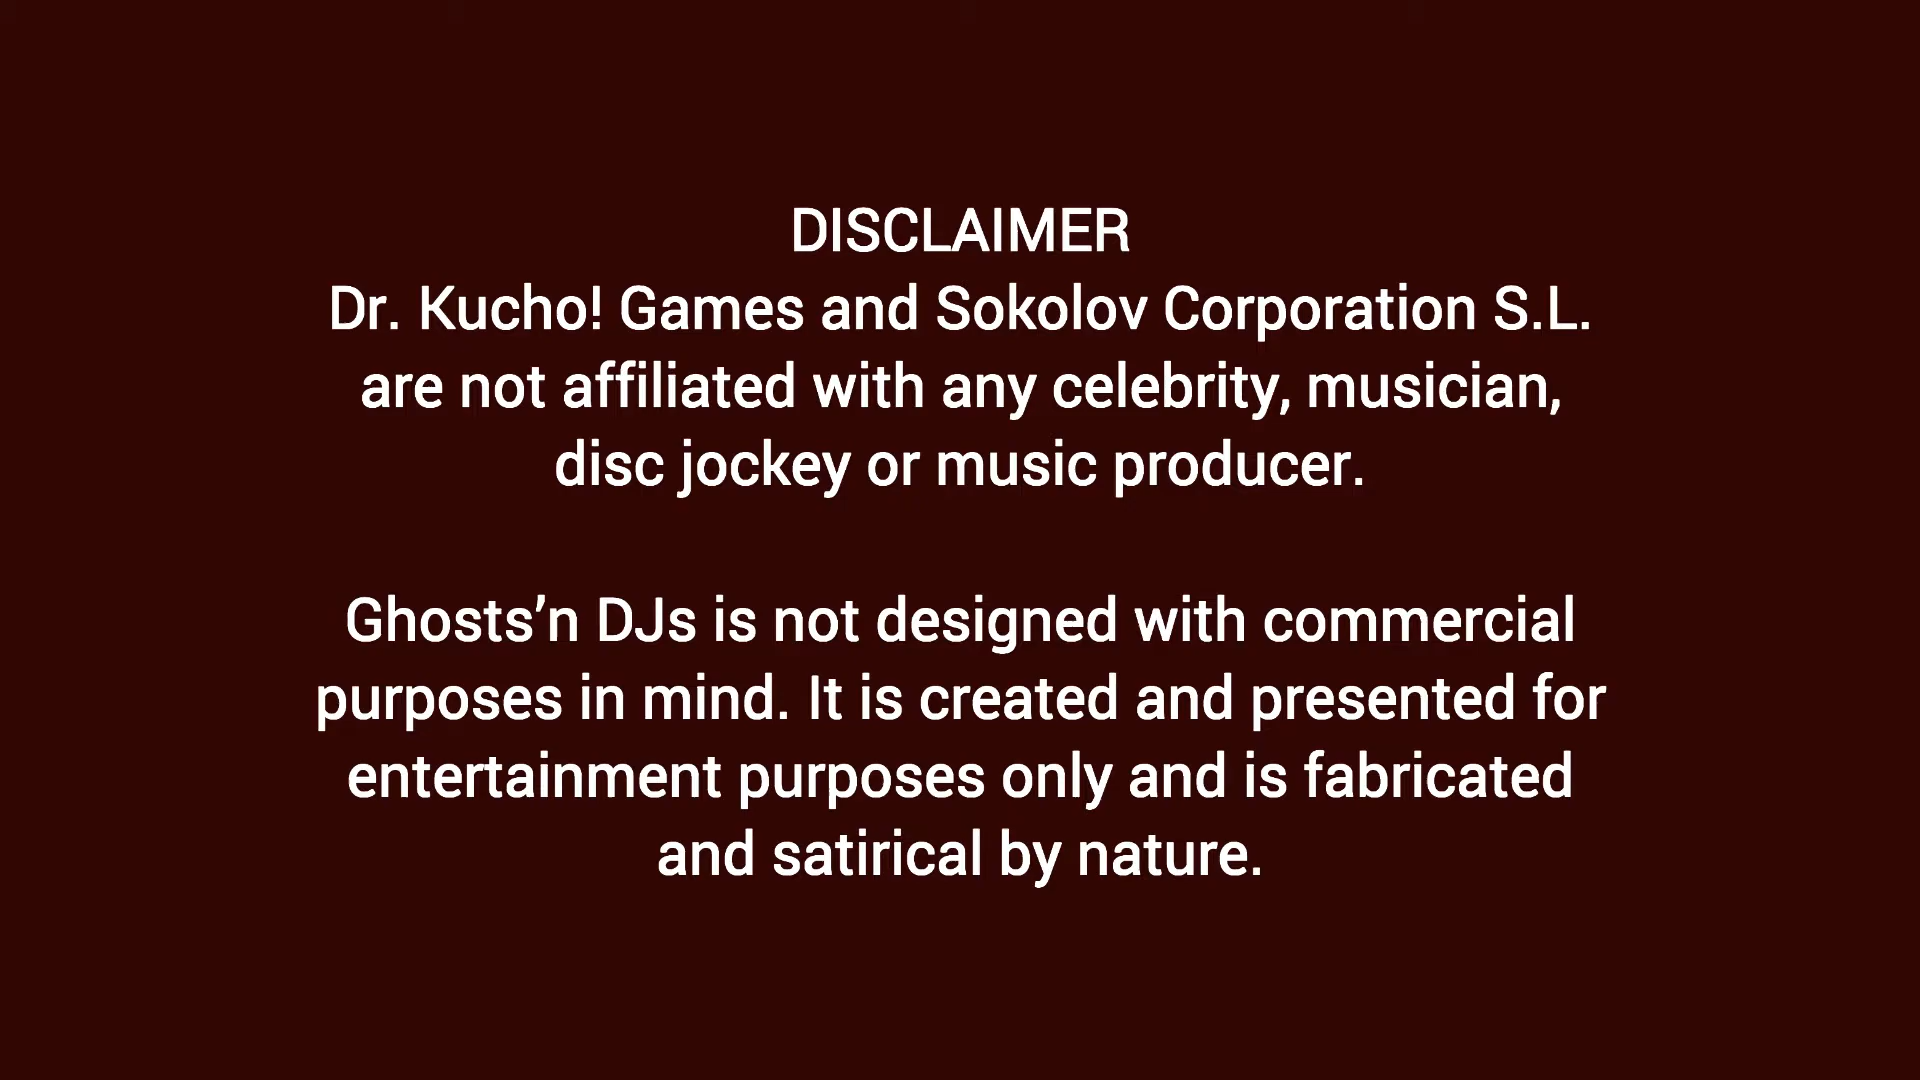 DISCLAIMER
Dr. Kucho! Games and Sokolov Corporation S.L.
are not affiliated with any celebrity, musician,
disc jockey or music producer.
Ghosts’n DJs is not designed with commercial
purposes in mind. It is created and presented for
entertainment purposes only and is fabricated
and satirical by nature.